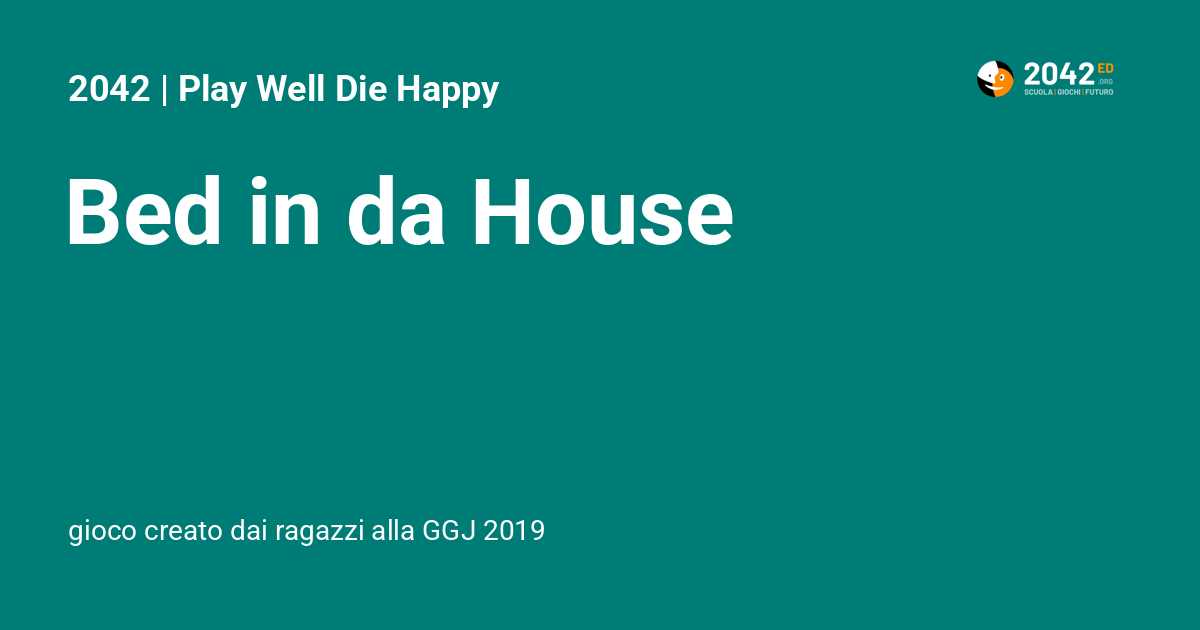 2042 | Play Well Die Happy
2042 ED
.ORG
SCUOLA | GIOCHI | FUTURO
Bed in da House
gioco creato dai ragazzi alla GGJ 2019